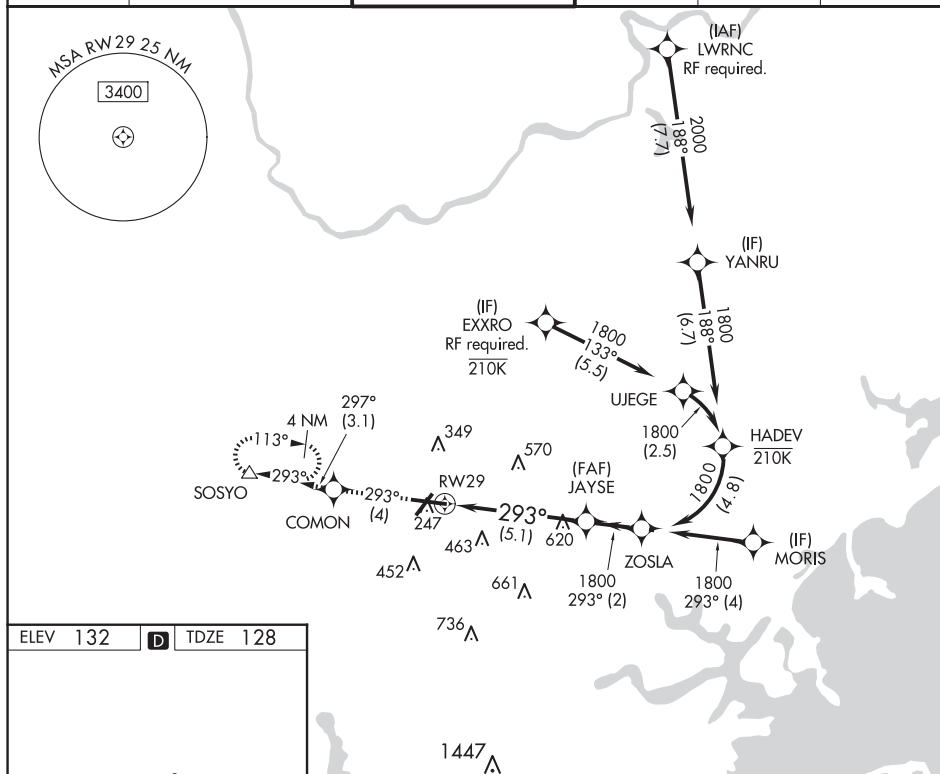 MSA RW29 25 NM
3400
(IAF)
LWRNC
RF required.
2000
188°
(7.7)
(IF)
YANRU
1800
188°
(6.7)
(IF)
EXXRO
RF required.
210K
1800
133°
(5.5)
UJEGE
1800
(2.5)
HADEV
210K
1800
(4.8)
297°
(3.1)
4 NM
113°
293°
SOSYO
COMON
293°
(4)
349
570
RW29
247
(FAF)
JAYSE
293°
(5.1)
620
463
452
661
736
ZOSLA
1800
293° (2)
(IF)
MORIS
1800
293° (4)
ELEV 132
D
TDZE 128
1447